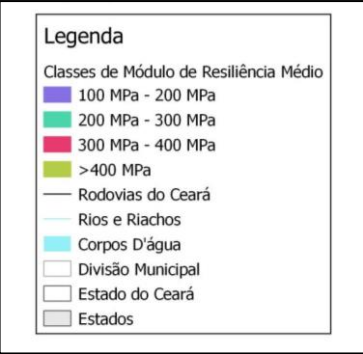 Legenda
Classes de Módulo de Resiliência Médio
100 MPa - 200 MPa
200 MPa - 300 MPa
300 MPa - 400 MPa
>400 MPa
Rodovias do Ceará
Rios e Riachos
Corpos D'água
Divisão Municipal
Estado do Ceará
Estados